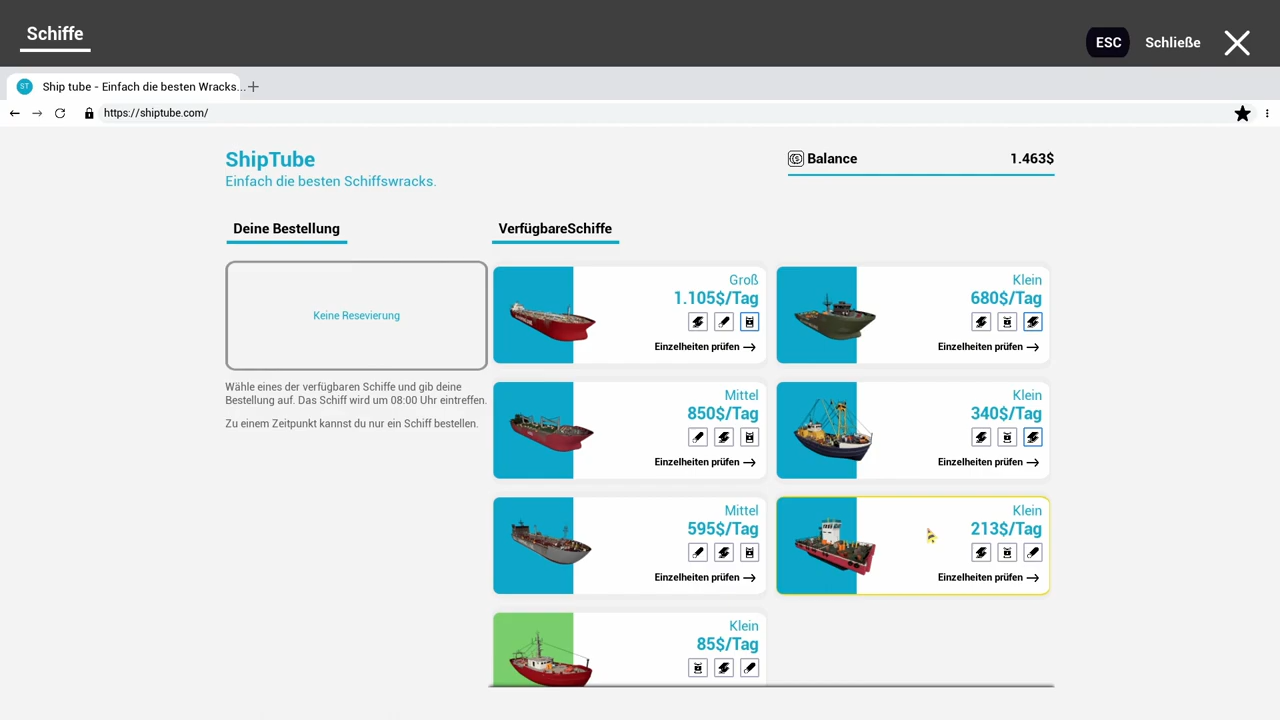 Schiffe
ESC Schließe
ST Ship tube - Einfach die besten Wracks...
https://shiptube.com/
ShipTube
Einfach die besten Schiffswracks.
Balance 1.463$
Deine Bestellung
VerfügbareSchiffe
Keine Resevierung
Wähle eines der verfügbaren Schiffe und gib deine
Bestellung auf. Das Schiff wird um 08:00 Uhr eintreffen.
Zu einem Zeitpunkt kannst du nur ein Schiff bestellen.
Groß
1.105$/Tag
Einzelheiten prüfen
Klein
680$/Tag
Einzelheiten prüfen
Mittel
850$/Tag
Einzelheiten prüfen
Klein
340$/Tag
Einzelheiten prüfen
Mittel
595$/Tag
Einzelheiten prüfen
Klein
213$/Tag
Einzelheiten prüfen
Klein
85$/Tag